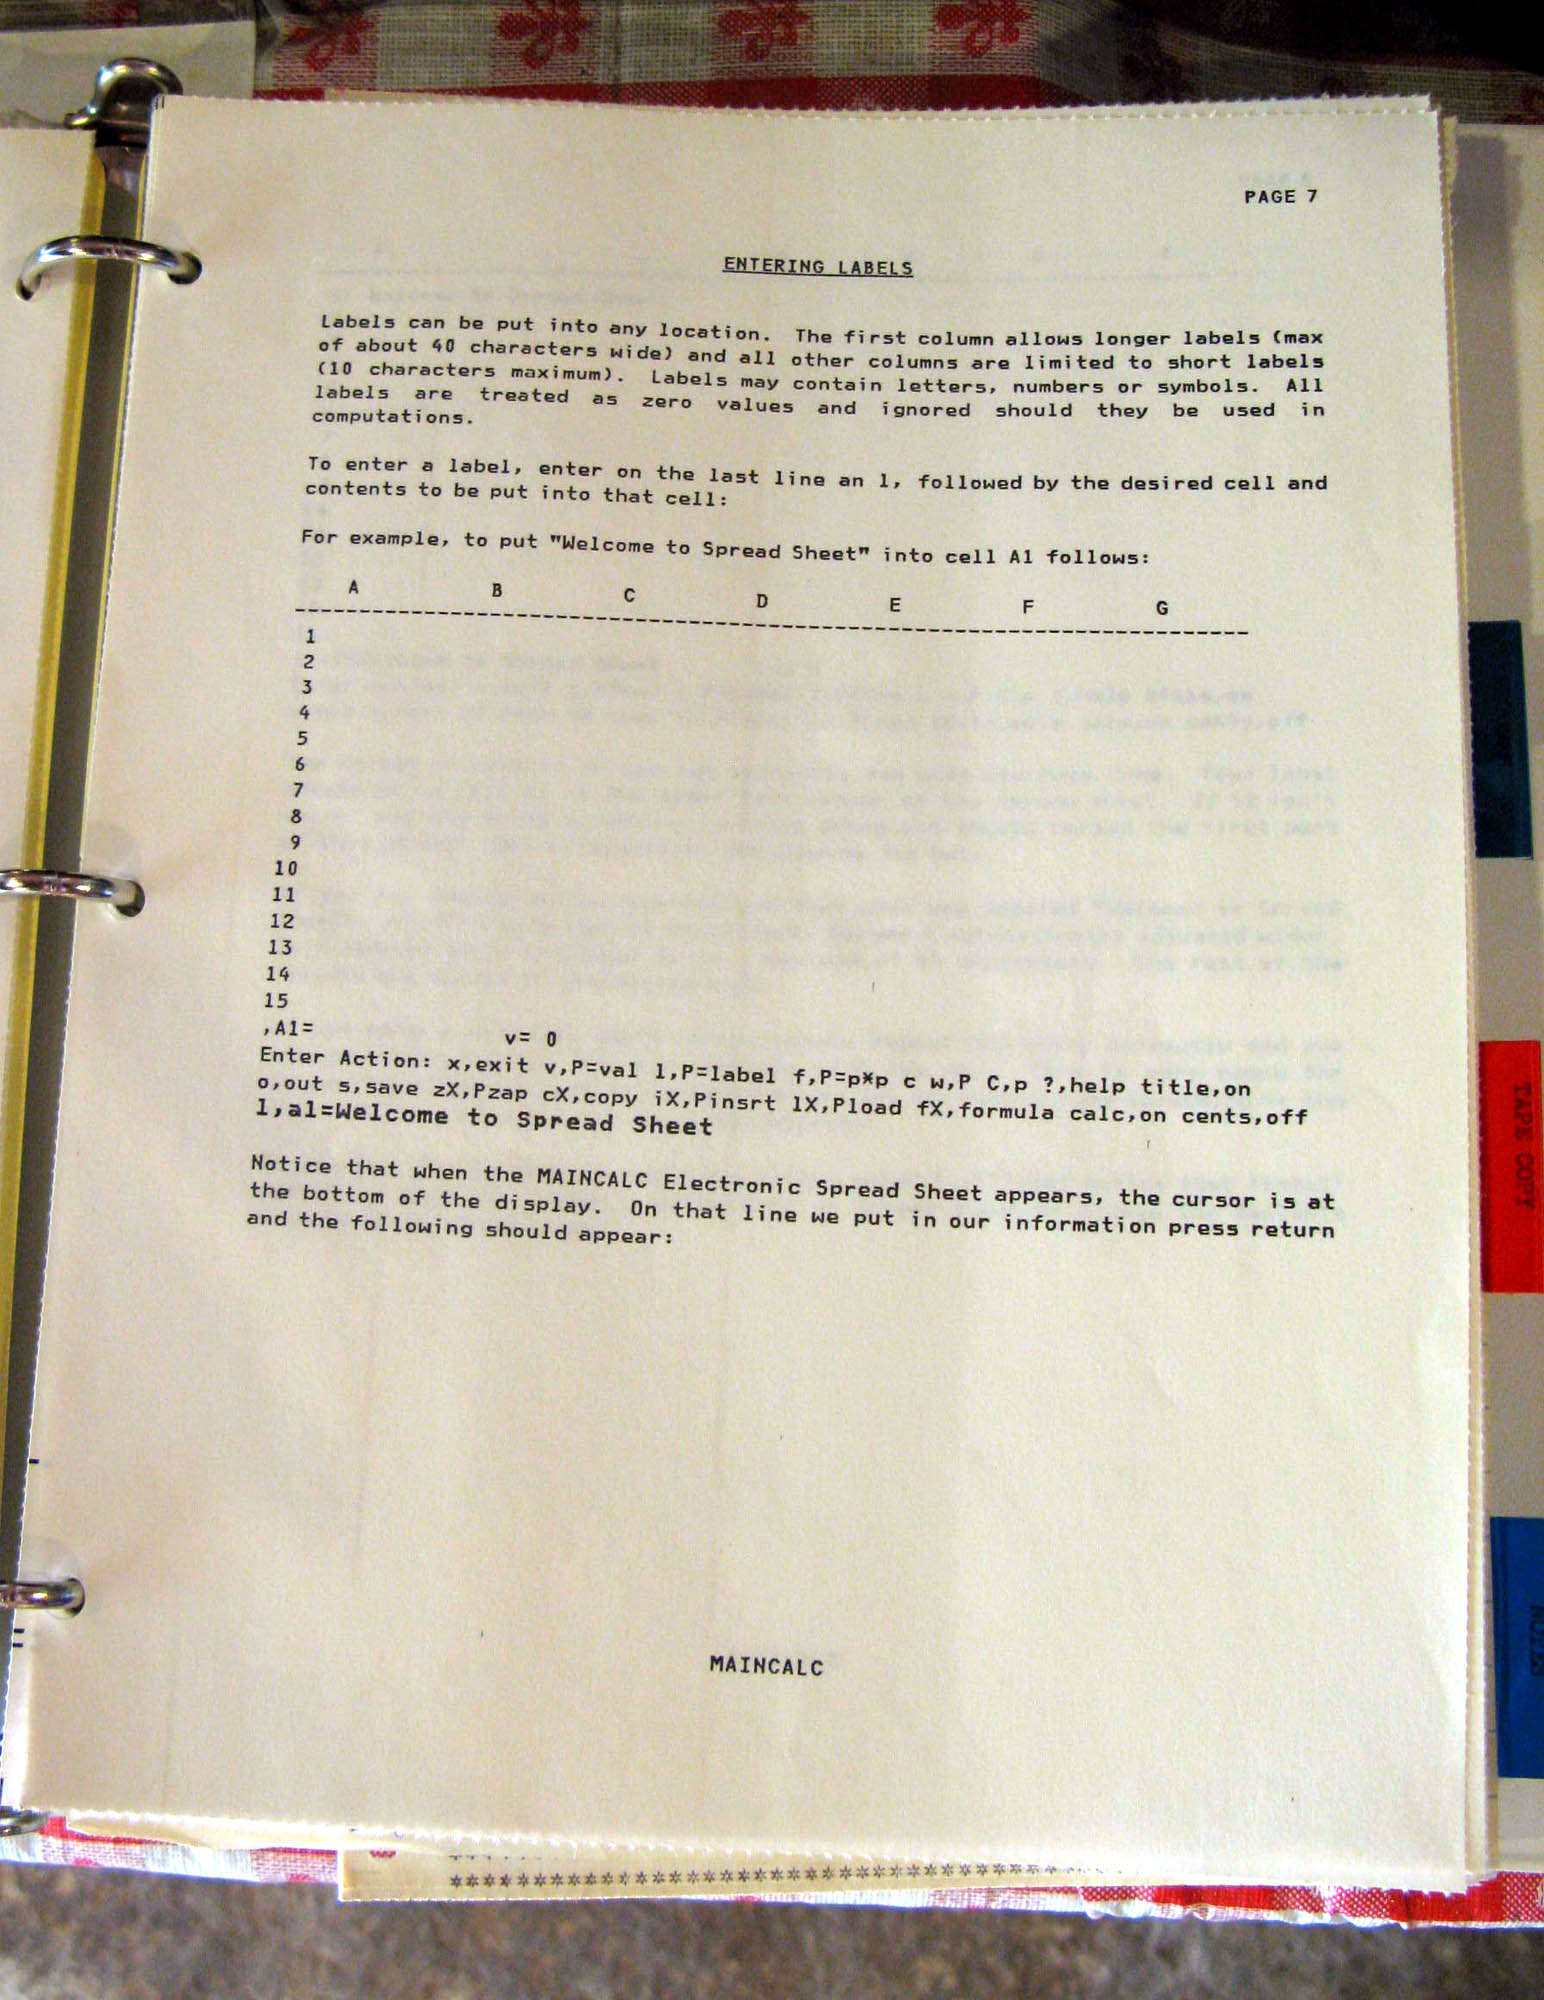 PAGE 7
ENTERING LABELS
Labels can be put into any location. The first column allows longer labels (max
of about 40 characters wide) and all other columns are limited to short labels
(10 characters maximum). Labels may contain letters, numbers or symbols. All
labels are treated as zero values and ignored should they be used in
computations.
To enter a label, enter on the last line an l, followed by the desired cell and
contents to be put into that cell:
For example, to put "Welcome to Spread Sheet" into cell A1 follows:
A B C D E F G
--------------------------------------------------------------------------------
1
2
3
4
5
6
7
8
9
10
11
12
13
14
15
,A1= v= 0
Enter Action: x,exit v,P=val l,P=label f,P=p*p c w,P C,p ?,help title,on
o,out s,save zX,Pzap cX,copy iX,Pinsrt lX,Pload fX,formula calc,on cents,off
l,a1=Welcome to Spread Sheet
Notice that when the MAINCALC Electronic Spread Sheet appears, the cursor is at
the bottom of the display. On that line we put in our information press return
and the following should appear:
MAINCALC
TAPE COPY
NOTES